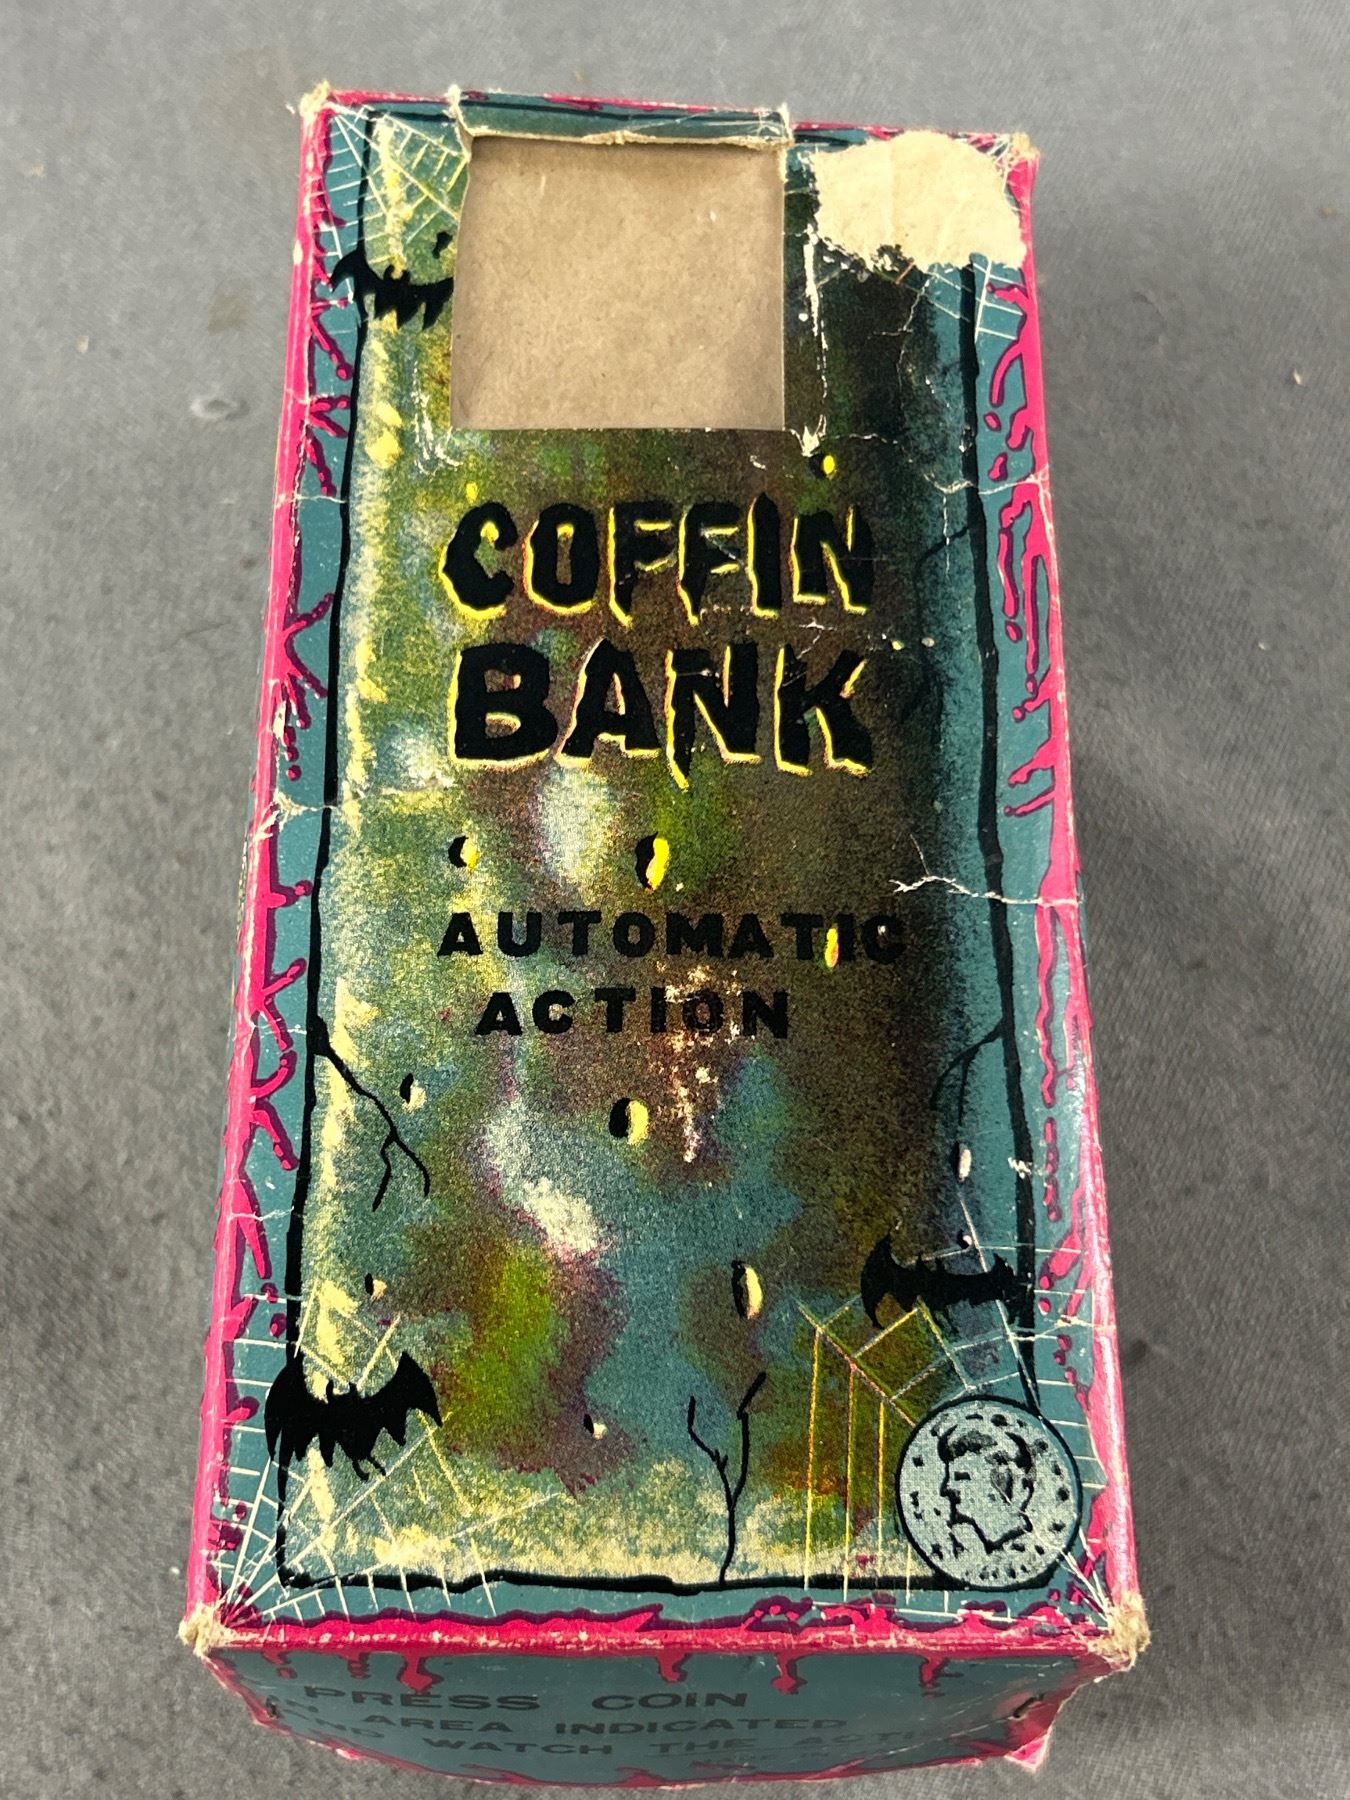 COFFIN
BANK
AUTOMATIC
ACTION
PRESS COIN
AREA INDICATED
WATCH THE